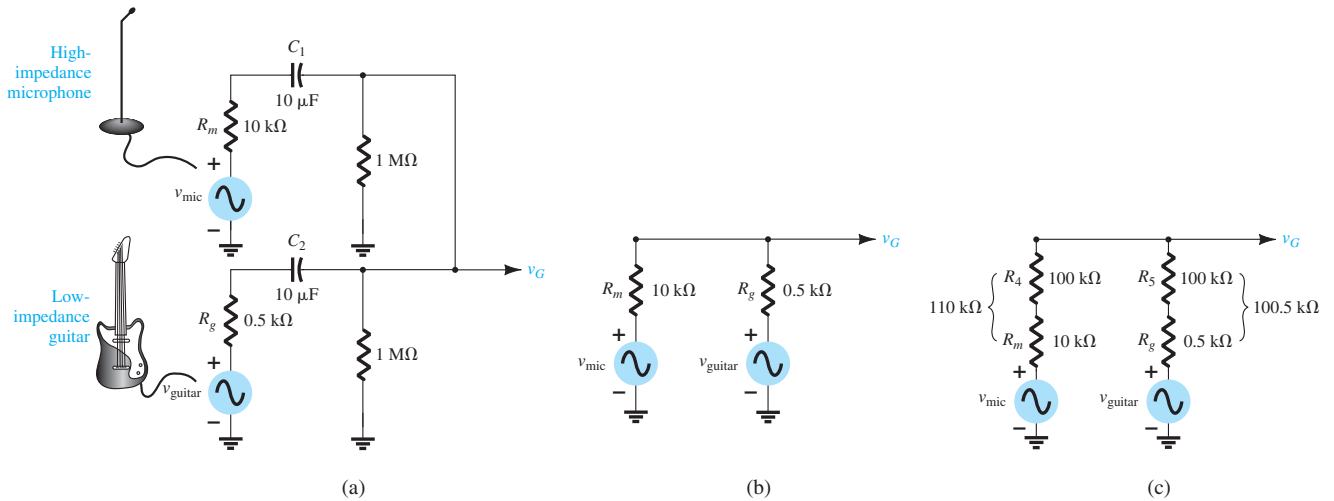 High-
impedance
microphone
C1
10 μF
Rm
10 kΩ
+
1 MΩ
vmic
−
C2
10 μF
vG
Low-
impedance
guitar
Rg
0.5 kΩ
+
1 MΩ
vguitar
−
(a)
vG
Rm
10 kΩ
Rg
0.5 kΩ
+
+
vmic
vguitar
−
−
(b)
vG
R4
100 kΩ
R5
100 kΩ
110 kΩ
100.5 kΩ
Rm
10 kΩ
Rg
0.5 kΩ
+
+
vmic
vguitar
−
−
(c)